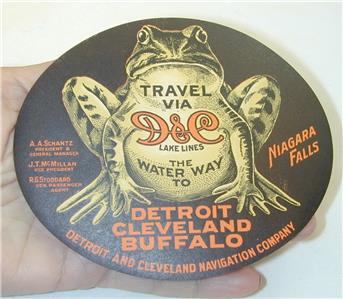 TRAVEL
VIA
D&C
LAKE LINES
THE
WATER WAY
TO
DETROIT
CLEVELAND
BUFFALO
DETROIT AND CLEVELAND NAVIGATION COMPANY
A.A. SCHANTZ
PRESIDENT &
GENERAL MANAGER
J.T. McMILLAN
VICE PRESIDENT
R.G. STODDARD
GEN. PASSENGER
AGENT
NIAGARA
FALLS